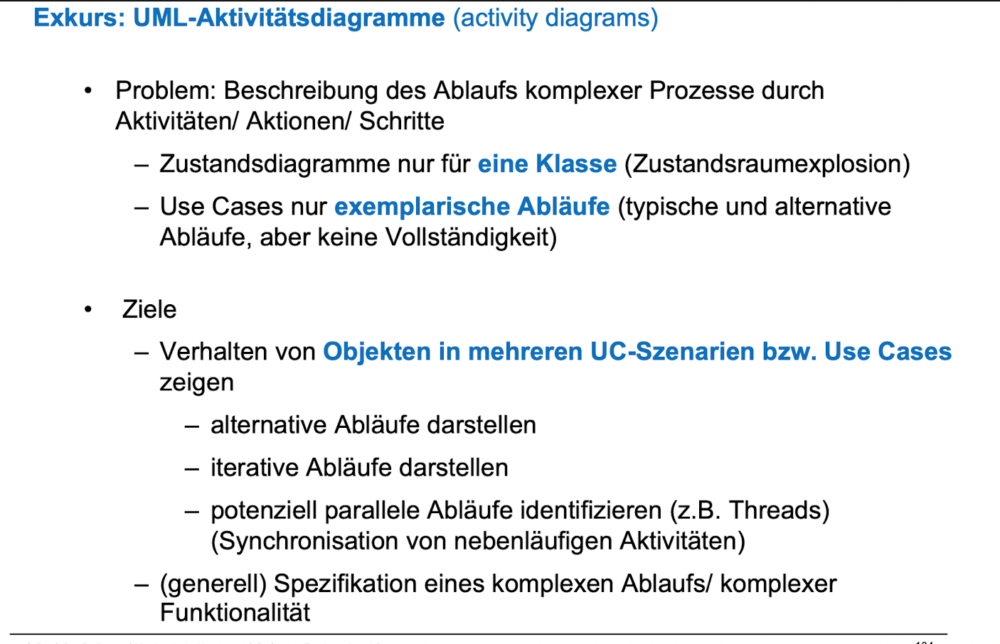 Exkurs: UML-Aktivitätsdiagramme (activity diagrams)
• Problem: Beschreibung des Ablaufs komplexer Prozesse durch
Aktivitäten/ Aktionen/ Schritte
– Zustandsdiagramme nur für eine Klasse (Zustandsraumexplosion)
– Use Cases nur exemplarische Abläufe (typische und alternative
Abläufe, aber keine Vollständigkeit)
• Ziele
– Verhalten von Objekten in mehreren UC-Szenarien bzw. Use Cases
zeigen
– alternative Abläufe darstellen
– iterative Abläufe darstellen
– potenziell parallele Abläufe identifizieren (z.B. Threads)
(Synchronisation von nebenläufigen Aktivitäten)
– (generell) Spezifikation eines komplexen Ablaufs/ komplexer
Funktionalität